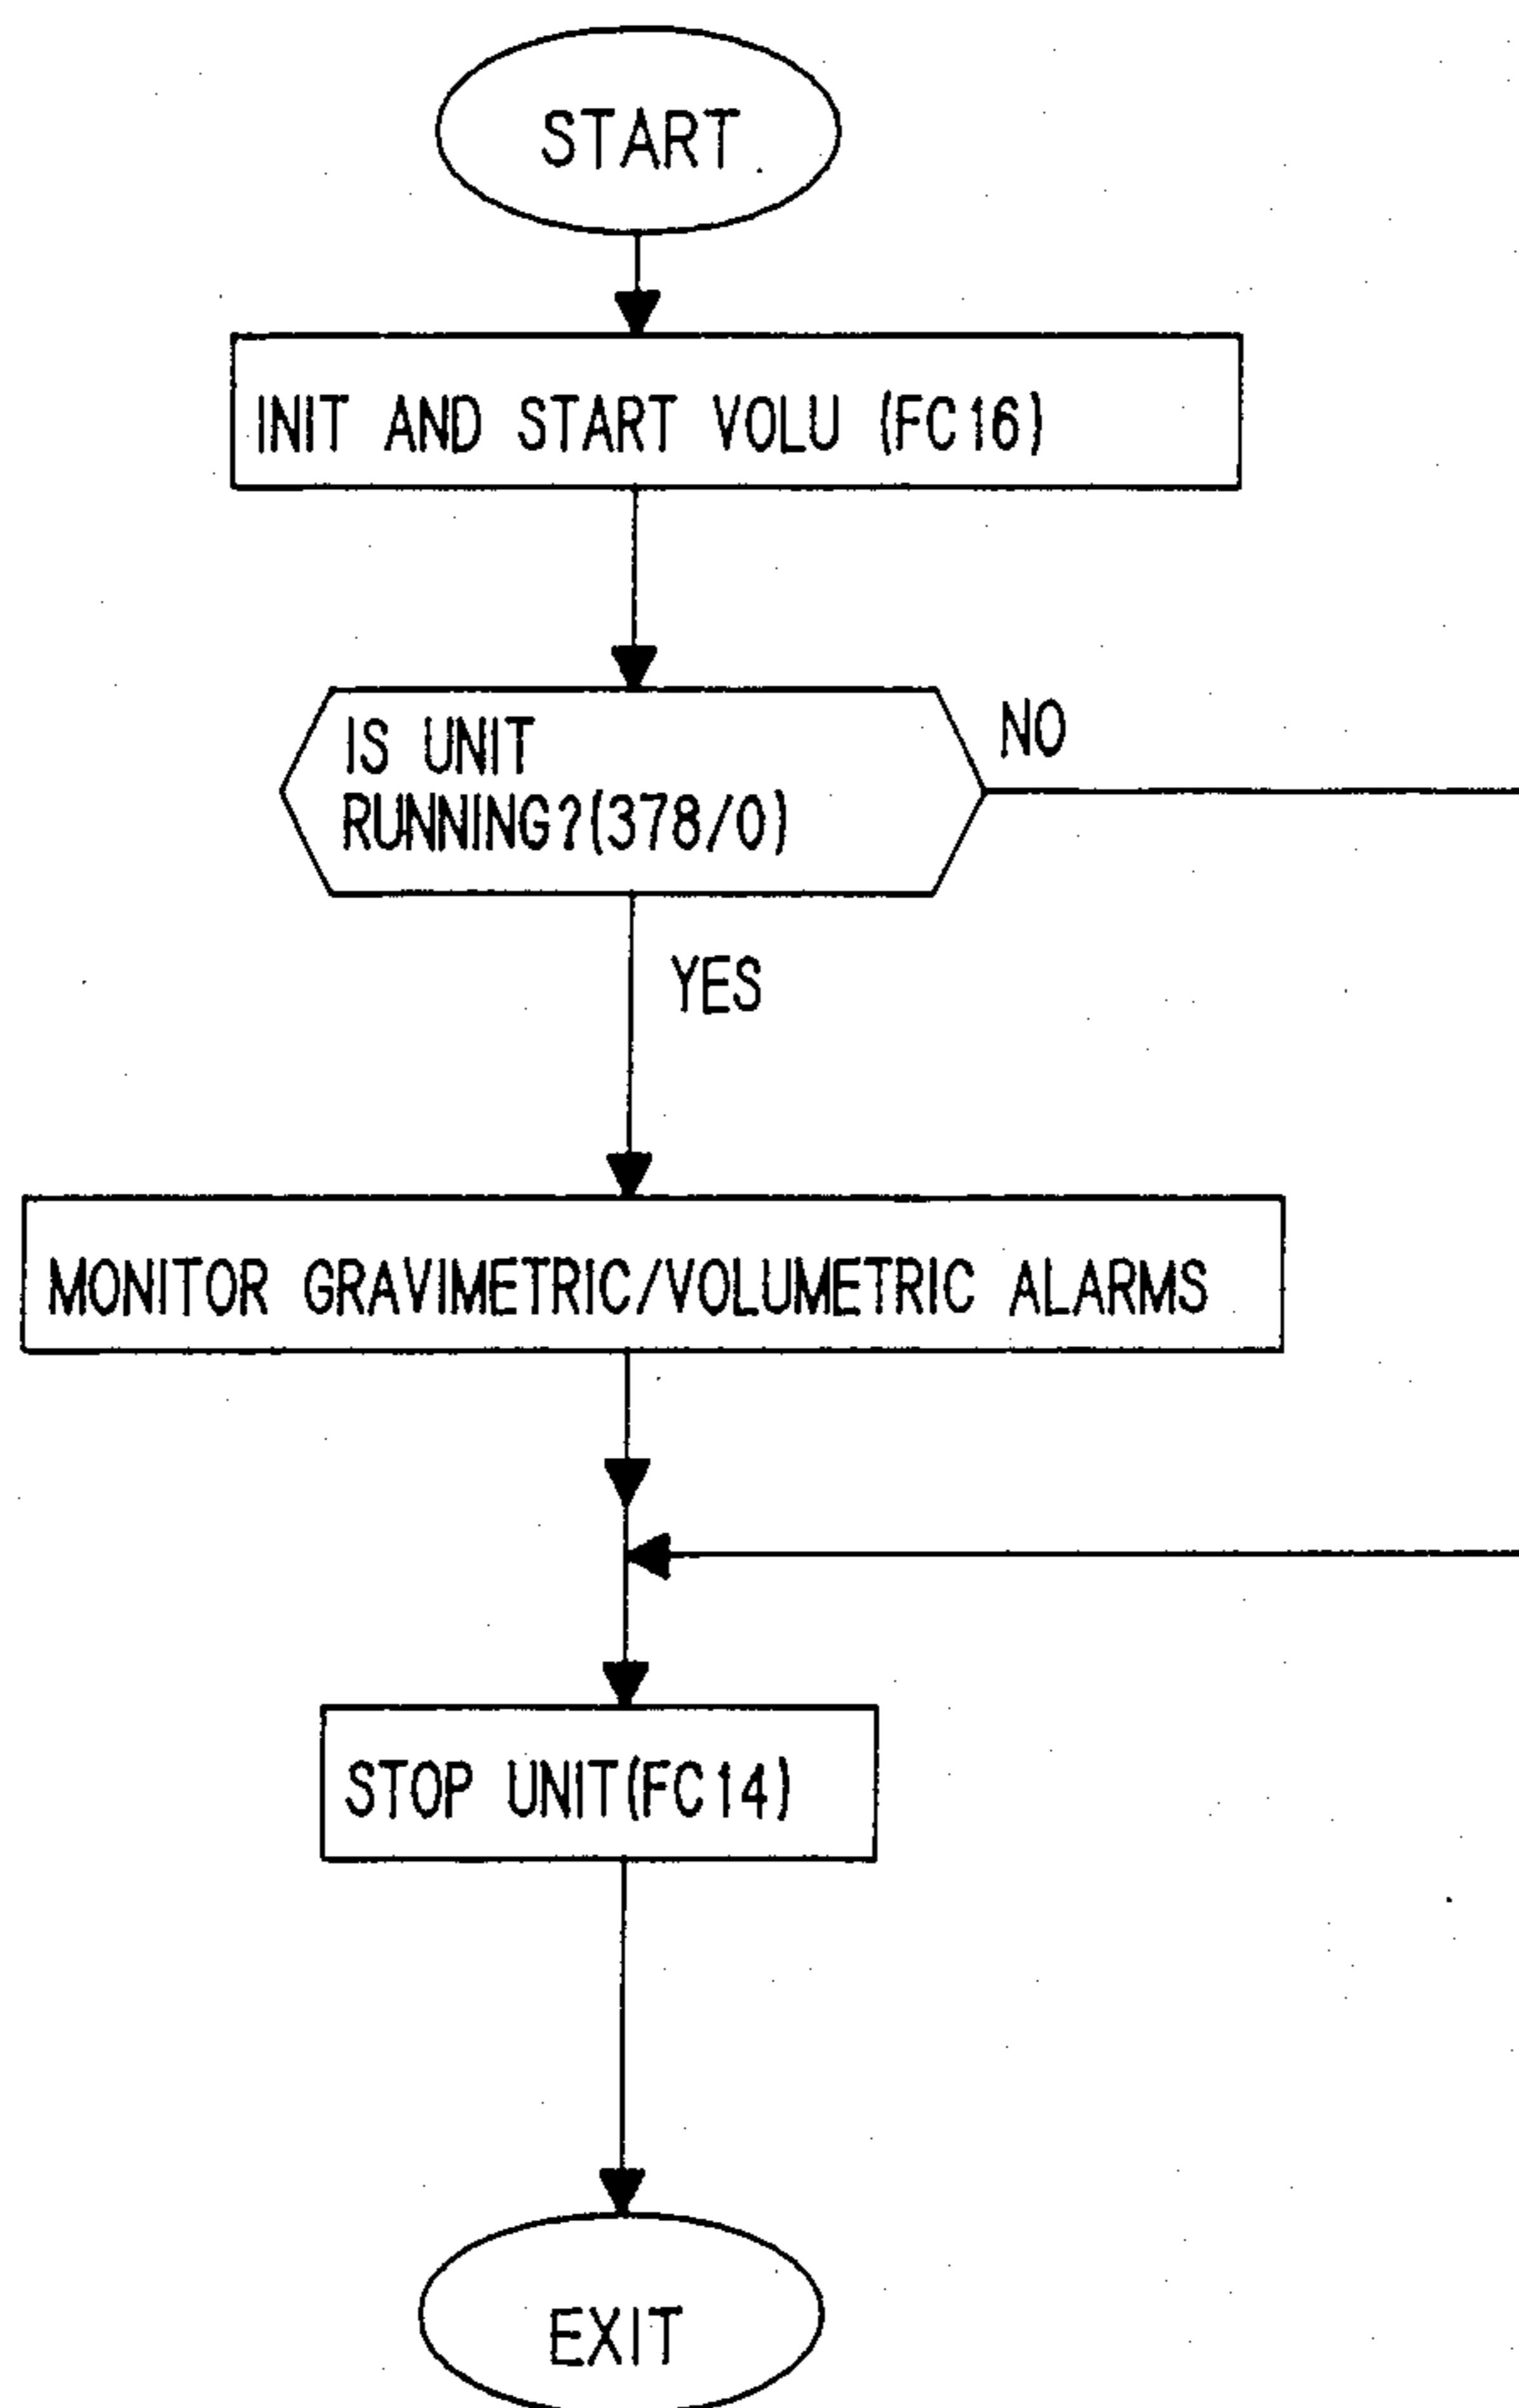 START
INIT AND START VOLU (FC16)
IS UNIT
RUNNING?(378/0)
NO
YES
MONITOR GRAVIMETRIC/VOLUMETRIC ALARMS
STOP UNIT(FC14)
EXIT